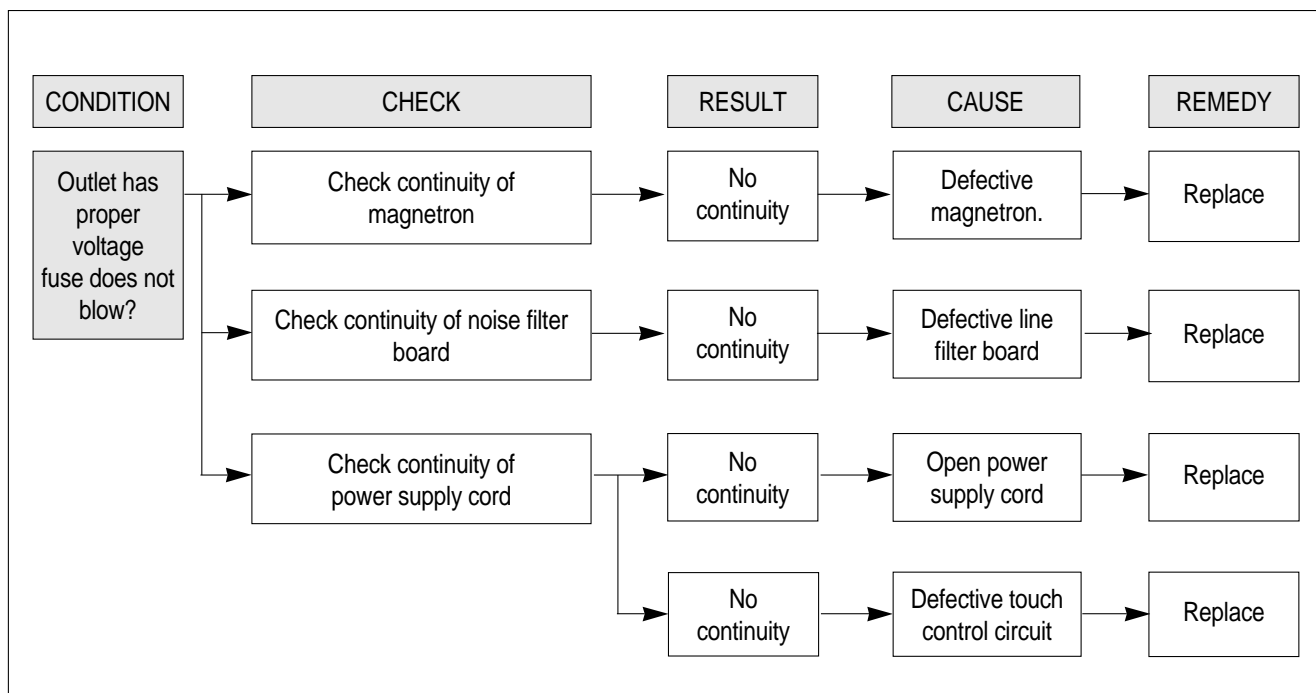 CONDITION
CHECK
RESULT
CAUSE
REMEDY
Outlet has
proper
voltage
fuse does not
blow?
Check continuity of
magnetron
No
continuity
Defective
magnetron.
Replace
Check continuity of noise filter
board
No
continuity
Defective line
filter board
Replace
Check continuity of
power supply cord
No
continuity
Open power
supply cord
Replace
No
continuity
Defective touch
control circuit
Replace